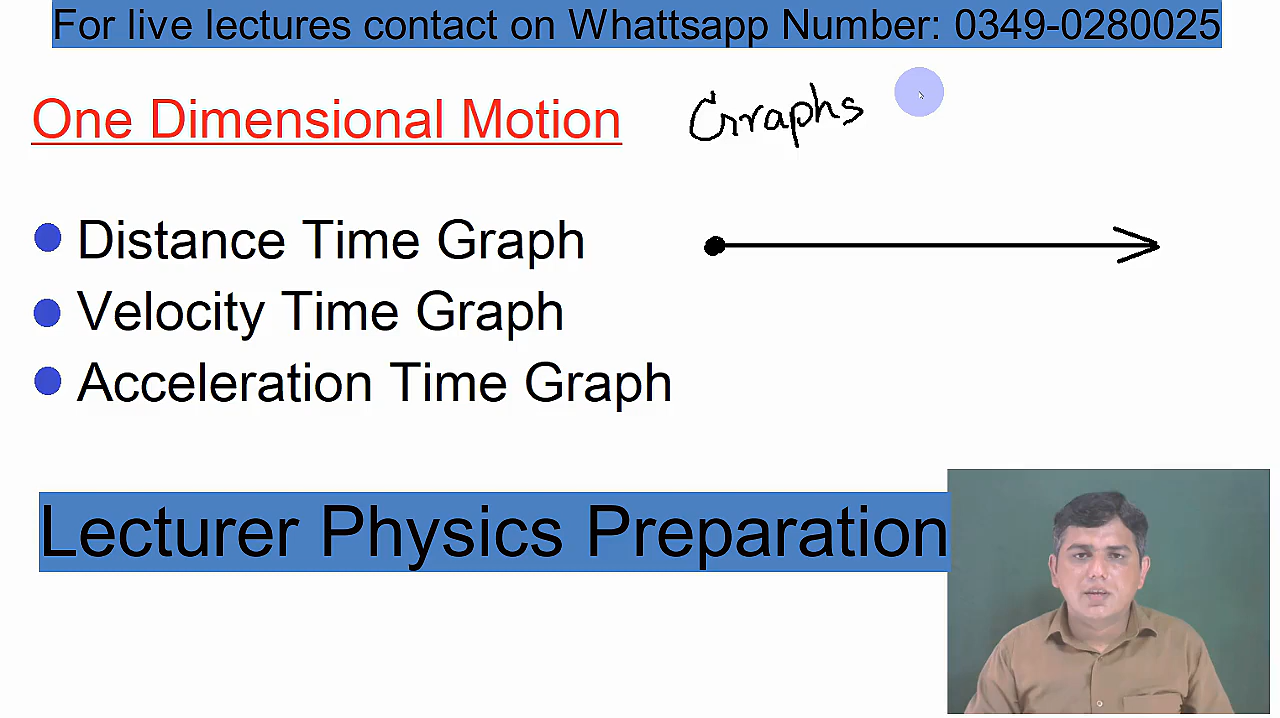 For live lectures contact on Whattsapp Number: 0349-0280025
One Dimensional Motion Graphs
Distance Time Graph
Velocity Time Graph
Acceleration Time Graph
Lecturer Physics Preparation